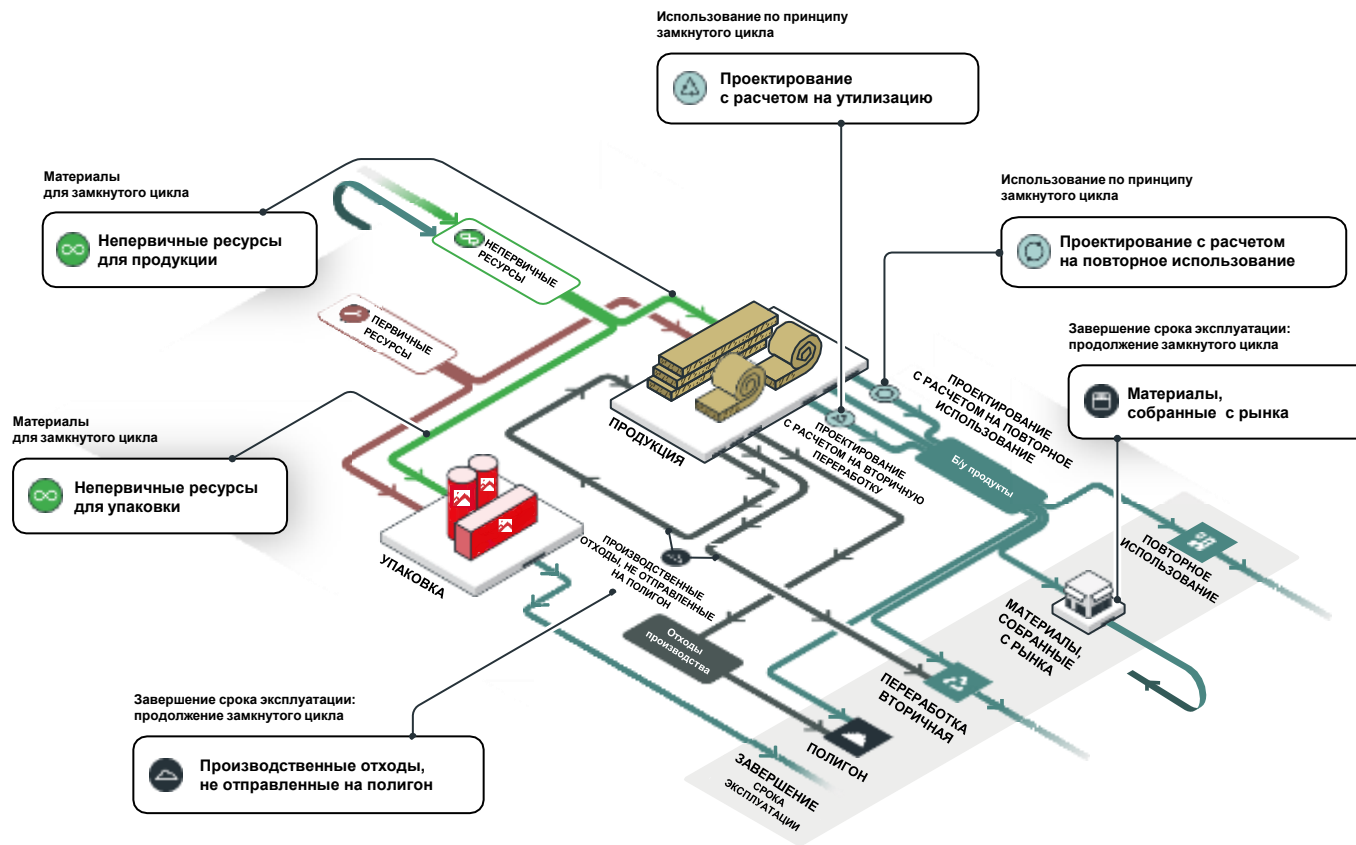 Использование по принципу
замкнутого цикла
Проектирование
с расчетом на утилизацию
Материалы
для замкнутого цикла
Непервичные ресурсы
для продукции
Использование по принципу
замкнутого цикла
Проектирование с расчетом
на повторное использование
НЕПЕРВИЧНЫЕ
РЕСУРСЫ
ПЕРВИЧНЫЕ
РЕСУРСЫ
Завершение срока эксплуатации:
продолжение замкнутого цикла
Материалы,
собранные с рынка
Материалы
для замкнутого цикла
Непервичные ресурсы
для упаковки
ПРОДУКЦИЯ
ПРОЕКТИРОВАНИЕ
С РАСЧЕТОМ НА ПОВТОРНОЕ
ИСПОЛЬЗОВАНИЕ
ПРОЕКТИРОВАНИЕ
С РАСЧЕТОМ НА ВТОРИЧНУЮ
ПЕРЕРАБОТКУ
Б/у продукты
УПАКОВКА
ПРОИЗВОДСТВЕННЫЕ
ОТХОДЫ, НЕ ОТПРАВЛЕННЫЕ
НА ПОЛИГОН
Отходы
производства
ПОВТОРНОЕ
ИСПОЛЬЗОВАНИЕ
МАТЕРИАЛЫ,
СОБРАННЫЕ
С РЫНКА
ПЕРЕРАБОТКА
ВТОРИЧНАЯ
ПОЛИГОН
ЗАВЕРШЕНИЕ
СРОКА
ЭКСПЛУАТАЦИИ
Завершение срока эксплуатации:
продолжение замкнутого цикла
Производственные отходы,
не отправленные на полигон